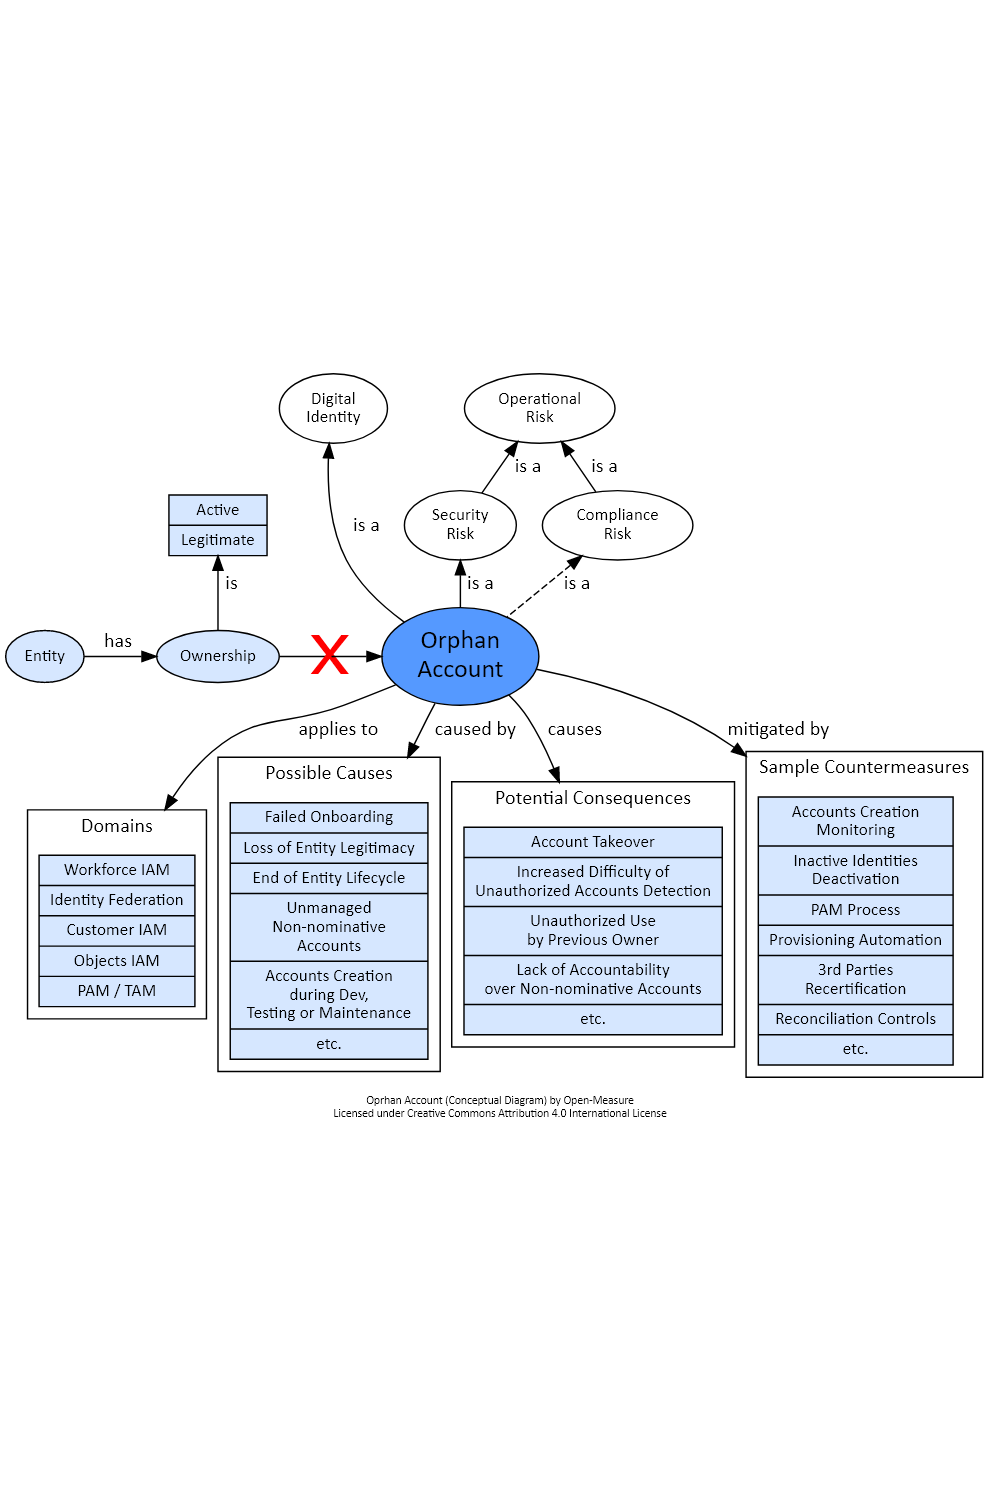 Digital
Identity
Operational
Risk
is a
is a
Active
Legitimate
is a
Security
Risk
Compliance
Risk
is
is a
is a
Entity
has
Ownership
X
Orphan
Account
applies to
caused by
causes
mitigated by
Domains
Workforce IAM
Identity Federation
Customer IAM
Objects IAM
PAM / TAM
Possible Causes
Failed Onboarding
Loss of Entity Legitimacy
End of Entity Lifecycle
Unmanaged
Non-nominative
Accounts
Accounts Creation
during Dev,
Testing or Maintenance
etc.
Potential Consequences
Account Takeover
Increased Difficulty of
Unauthorized Accounts Detection
Unauthorized Use
by Previous Owner
Lack of Accountability
over Non-nominative Accounts
etc.
Sample Countermeasures
Accounts Creation
Monitoring
Inactive Identities
Deactivation
PAM Process
Provisioning Automation
3rd Parties
Recertification
Reconciliation Controls
etc.
Oprhan Account (Conceptual Diagram) by Open-Measure
Licensed under Creative Commons Attribution 4.0 International License